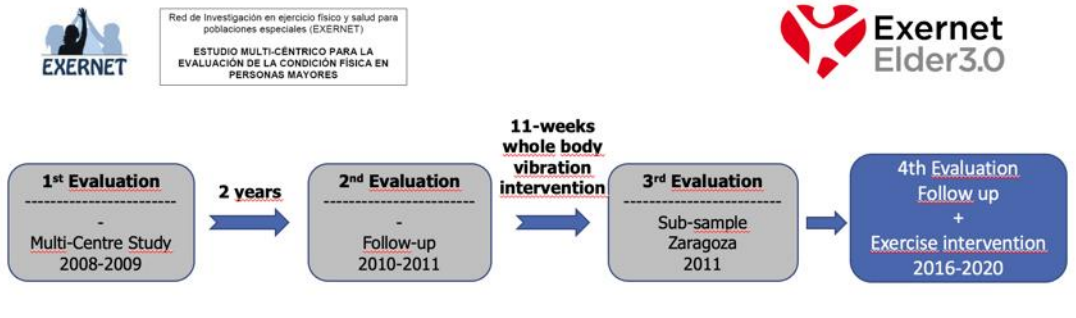 EXERNET
Red de Investigación en ejercicio físico y salud para
poblaciones especiales (EXERNET)
ESTUDIO MULTI-CÉNTRICO PARA LA
EVALUACIÓN DE LA CONDICIÓN FÍSICA EN
PERSONAS MAYORES
Exernet
Elder3.0
1st Evaluation
-----------------------
-
Multi-Centre Study
2008-2009
2 years
2nd Evaluation
-----------------------
-
Follow-up
2010-2011
11-weeks
whole body
vibration
intervention
3rd Evaluation
------------------------
Sub-sample
Zaragoza
2011
4th Evaluation
Follow up
+
Exercise intervention
2016-2020